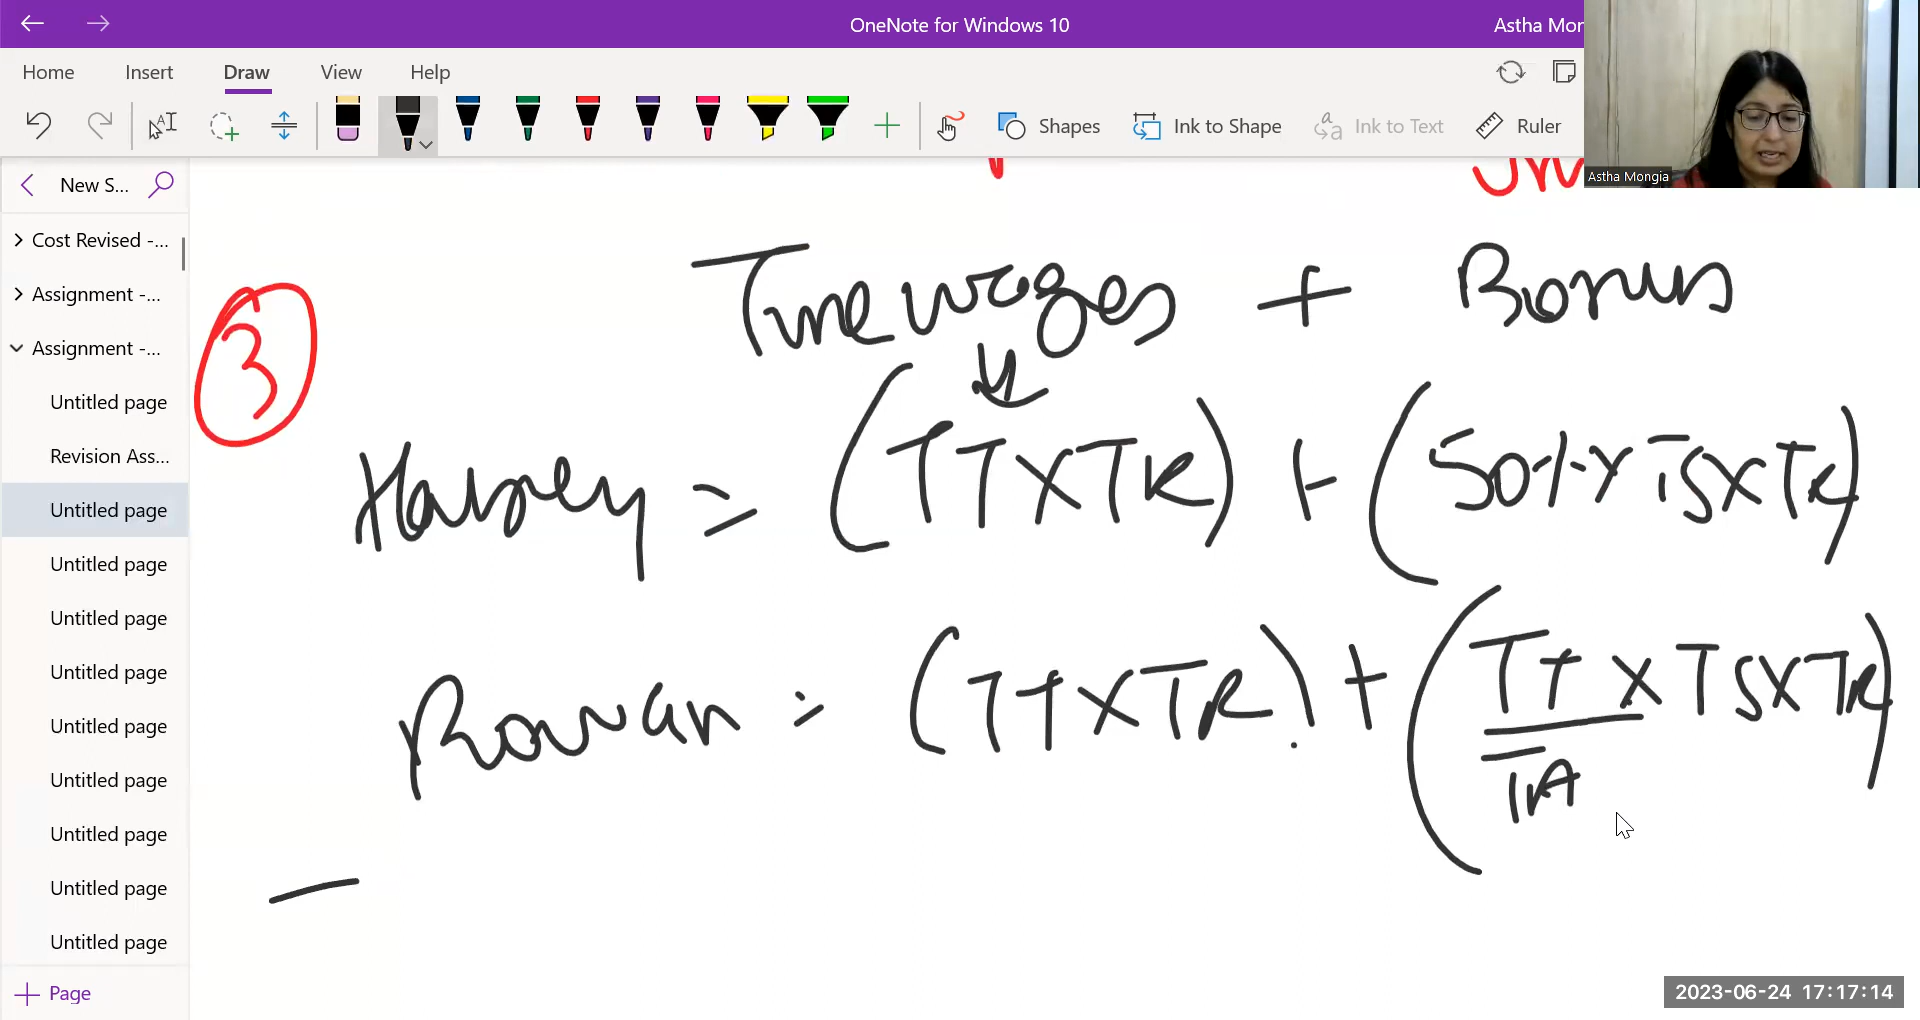 OneNote for Windows 10
Astha Mon
Home Insert Draw View Help
Shapes Ink to Shape Ink to Text Ruler
Astha Mongia
New S...
Cost Revised -...
Assignment -...
Assignment -...
Untitled page
Revision Ass...
Untitled page
Untitled page
Untitled page
Untitled page
Untitled page
Untitled page
Untitled page
Untitled page
Untitled page
Page
Time wages + Bonus
3
Halsey = (TT X TR) + (50% X TS X TR)
Rowan = (TT X TR) + (TT X TS X TR)
TA
2023-06-24 17:17:14